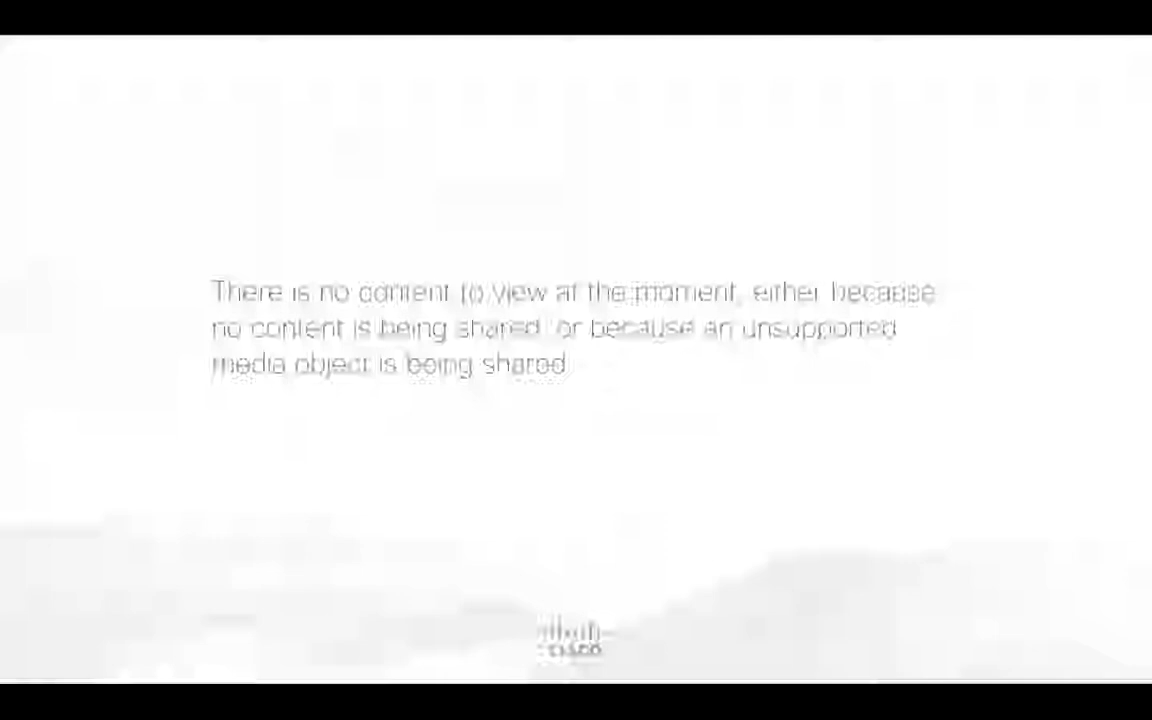 There is no content to view at the moment, either because
no content is being shared, or because an unsupported
media object is being shared
CISCO